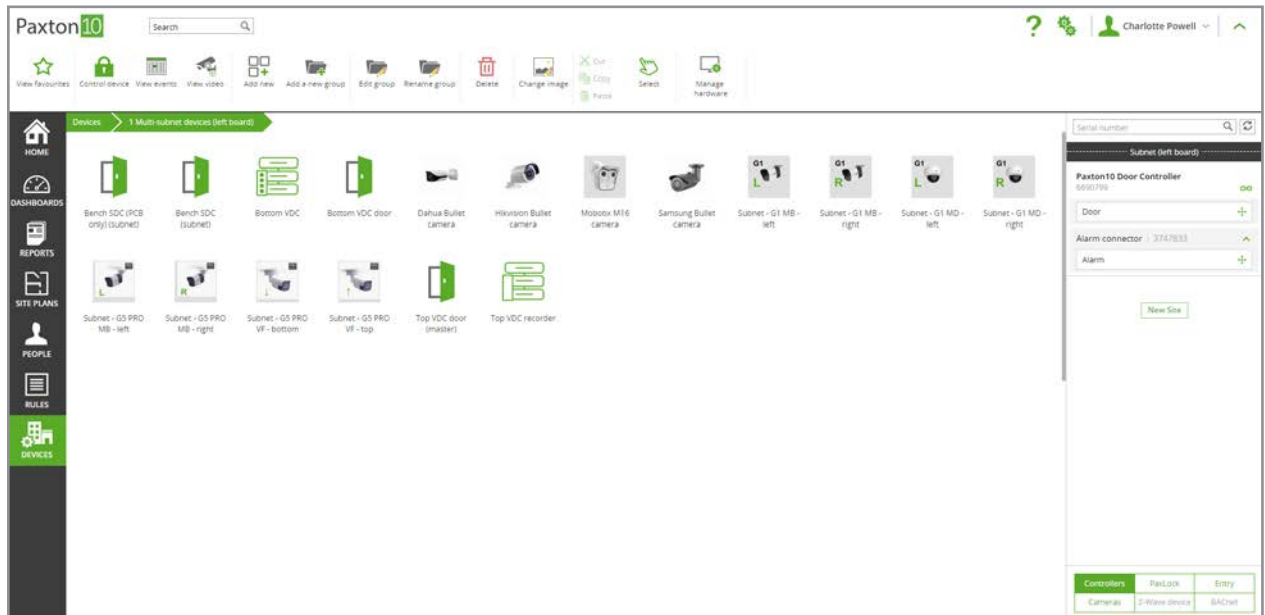 Paxton10
Search
?
Charlotte Powell
View favourites
Control device
View events
View video
Add new
Add a new group
Edit group
Rename group
Delete
Change image
Cut
Copy
Paste
Select
Manage
hardware
HOME
DASHBOARDS
REPORTS
SITE PLANS
PEOPLE
RULES
DEVICES
Devices
1 Multi-subnet devices (left board)
Bench SDC (PCB
only) (subnet)
Bench SDC
(subnet)
Bottom VDC
Bottom VDC door
Dahua Bullet
camera
Hikvision Bullet
camera
Mobotix M16
camera
Samsung Bullet
camera
G1
L
Subnet - G1 MB -
left
G1
R
Subnet - G1 MB -
right
G1
L
Subnet - G1 MD -
left
G1
R
Subnet - G1 MD -
right
L
Subnet - G5 PRO
MB - left
R
Subnet - G5 PRO
MB - right
Subnet - G5 PRO
VF - bottom
Subnet - G5 PRO
VF - top
Top VDC door
(master)
Top VDC recorder
Serial number
Subnet (left board)
Paxton10 Door Controller
6690799
Door
Alarm connector | 3747833
Alarm
New Site
Controllers
PaxLock
Entry
Cameras
Z-Wave device
BACnet